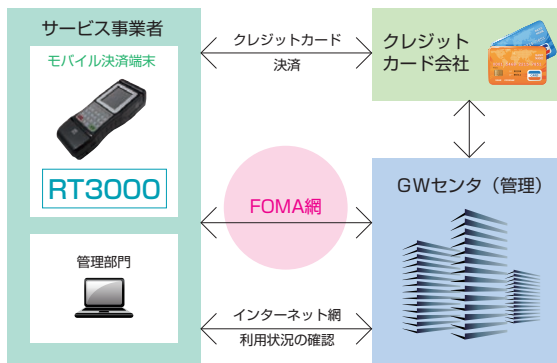 サービス事業者
モバイル決済端末
RT3000
管理部門
クレジットカード
決済
FOMA網
インターネット網
利用状況の確認
クレジット
カード会社
GWセンタ（管理）